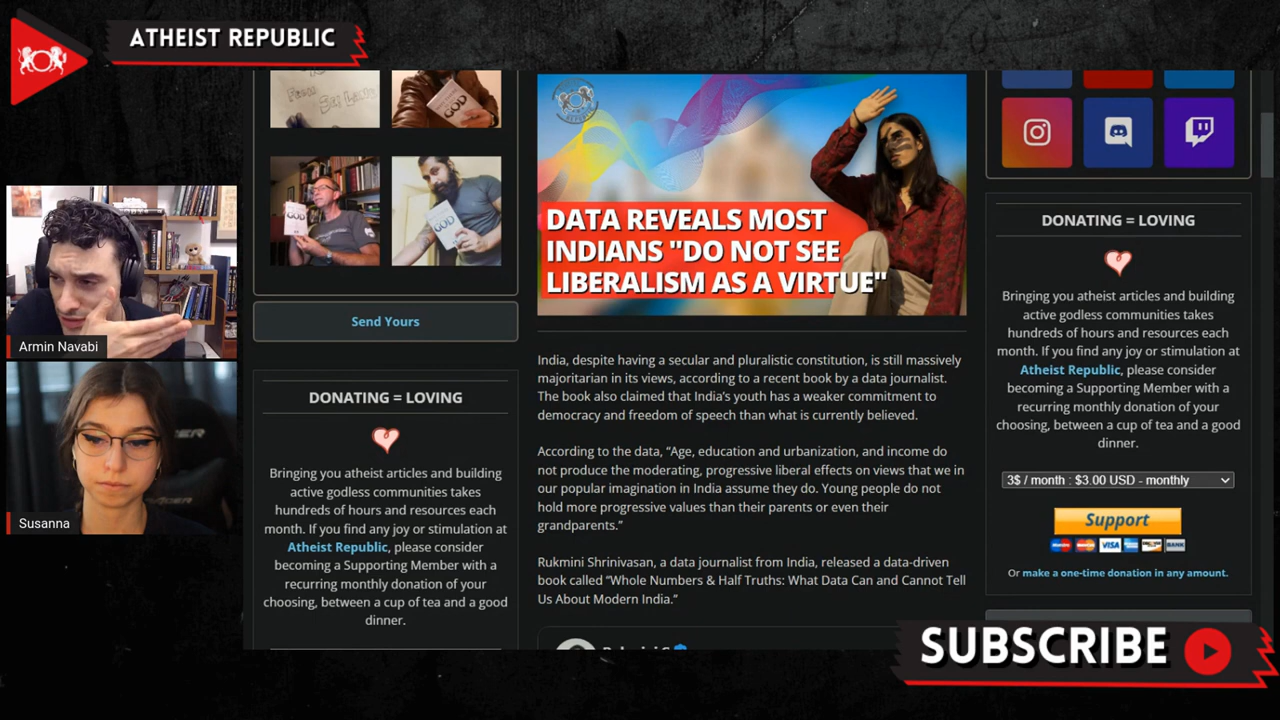 ATHEIST REPUBLIC
GOD
GOD
GOD
DATA REVEALS MOST
INDIANS "DO NOT SEE
LIBERALISM AS A VIRTUE"
Send Yours
DONATING = LOVING
Bringing you atheist articles and building
active godless communities takes
hundreds of hours and resources each
month. If you find any joy or stimulation at
Atheist Republic, please consider
becoming a Supporting Member with a
recurring monthly donation of your
choosing, between a cup of tea and a good
dinner.
India, despite having a secular and pluralistic constitution, is still massively
majoritarian in its views, according to a recent book by a data journalist.
The book also claimed that India's youth has a weaker commitment to
democracy and freedom of speech than what is currently believed.
According to the data, “Age, education and urbanization, and income do
not produce the moderating, progressive liberal effects on views that we in
our popular imagination in India assume they do. Young people do not
hold more progressive values than their parents or even their
grandparents.”
Rukmini Shrinivasan, a data journalist from India, released a data-driven
book called “Whole Numbers & Half Truths: What Data Can and Cannot Tell
Us About Modern India.”
DONATING = LOVING
Bringing you atheist articles and building
active godless communities takes
hundreds of hours and resources each
month. If you find any joy or stimulation at
Atheist Republic, please consider
becoming a Supporting Member with a
recurring monthly donation of your
choosing, between a cup of tea and a good
dinner.
3$ / month : $3.00 USD - monthly
Support
VISA
BANK
Or make a one-time donation in any amount.
Armin Navabi
Susanna
SUBSCRIBE